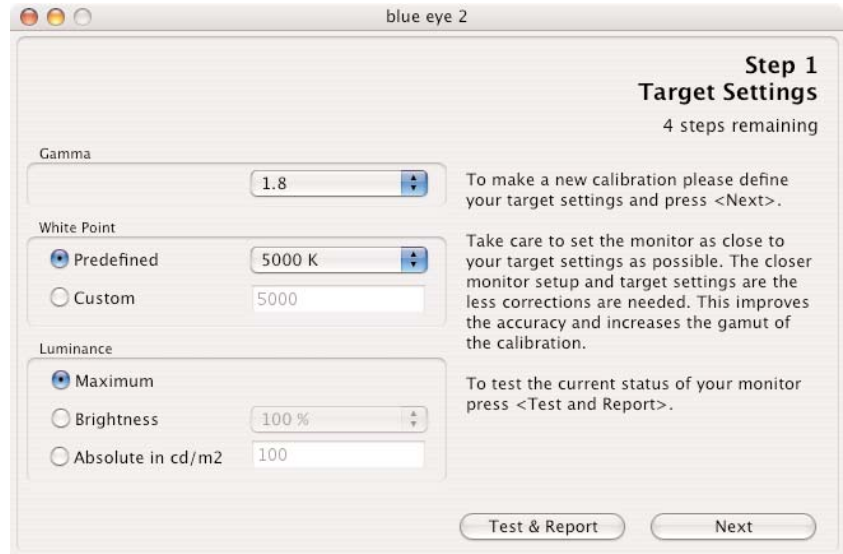 blue eye 2
Step 1
Target Settings
4 steps remaining
Gamma
1.8
To make a new calibration please define
your target settings and press <Next>.
White Point
Predefined
5000 K
Custom
5000
Take care to set the monitor as close to
your target settings as possible. The closer
monitor setup and target settings are the
less corrections are needed. This improves
the accuracy and increases the gamut of
the calibration.
Luminance
Maximum
Brightness
100 %
Absolute in cd/m2
100
To test the current status of your monitor
press <Test and Report>.
Test & Report
Next